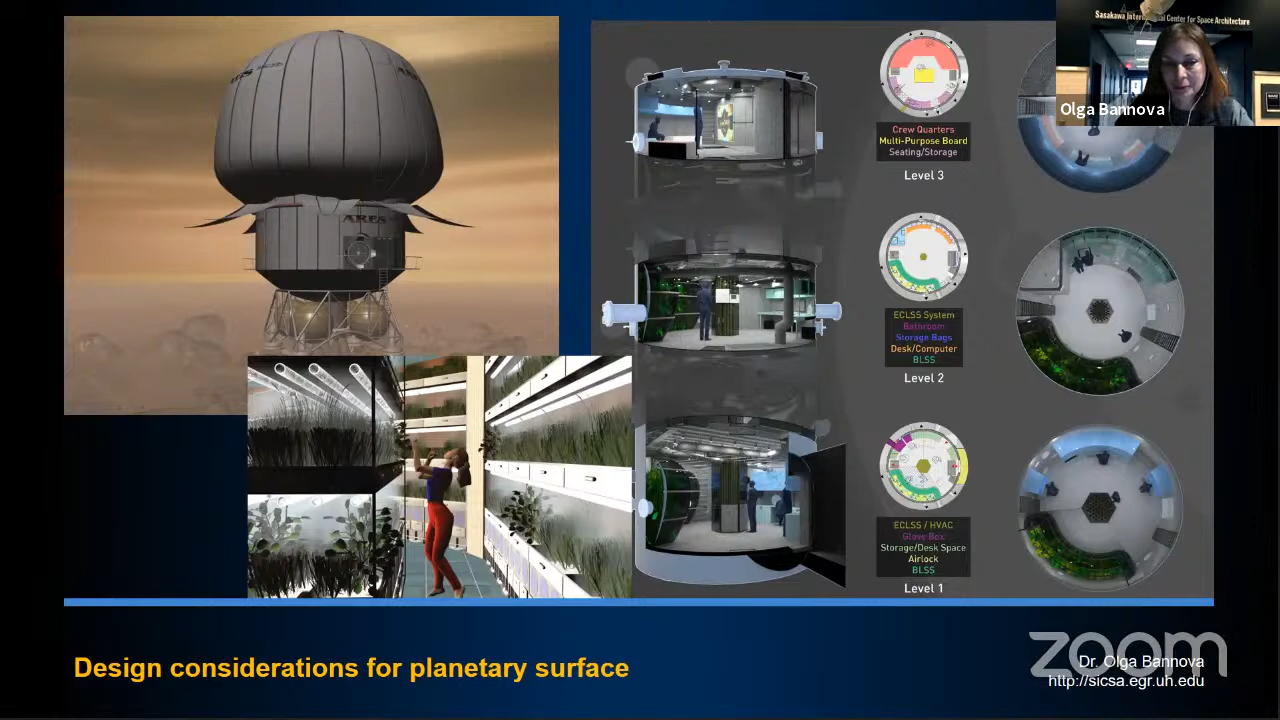 ARES
Crew Quarters
Multi-Purpose Board
Seating/Storage
Level 3
ECLSS System
Bathroom
Storage Bags
Desk/Computer
BLSS
Level 2
ECLSS / HVAC
Glove Box
Storage/Desk Space
Airlock
BLSS
Level 1
Sasakawa International Center for Space Architecture
Olga Bannova
Design considerations for planetary surface
zoom
Dr. Olga Bannova
http://sicsa.egr.uh.edu